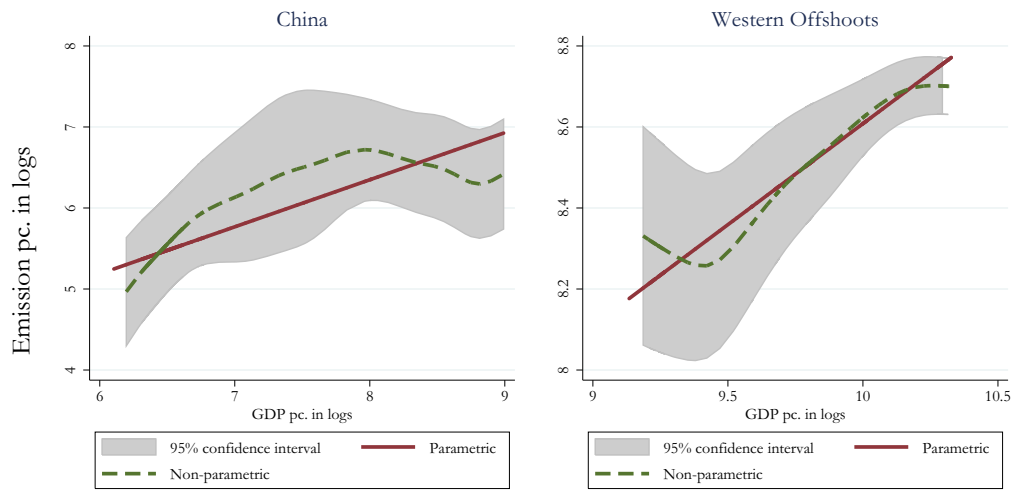 China
Western Offshoots
Emission pc. in logs
8
7
6
5
4
6 7 8 9
GDP pc. in logs
8.8
8.6
8.4
8.2
8
9 9.5 10 10.5
GDP pc. in logs
95% confidence interval Parametric
Non-parametric
95% confidence interval Parametric
Non-parametric